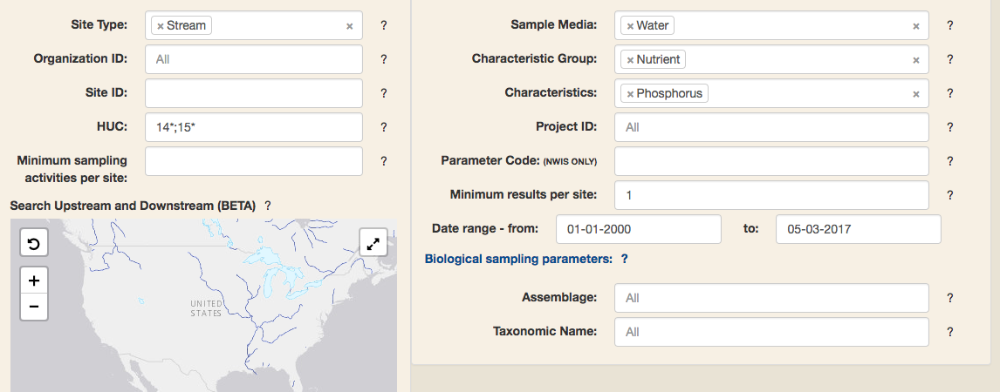 Site Type: × Stream × ?
Organization ID: All ?
Site ID: ?
HUC: 14*;15* ?
Minimum sampling
activities per site: ?
Search Upstream and Downstream (BETA) ?
+
−
UNITED
STATES
Sample Media: × Water × ?
Characteristic Group: × Nutrient × ?
Characteristics: × Phosphorus × ?
Project ID: All ?
Parameter Code: (NWIS ONLY) ?
Minimum results per site: 1 ?
Date range - from: 01-01-2000 to: 05-03-2017
Biological sampling parameters: ?
Assemblage: All ?
Taxonomic Name: All ?